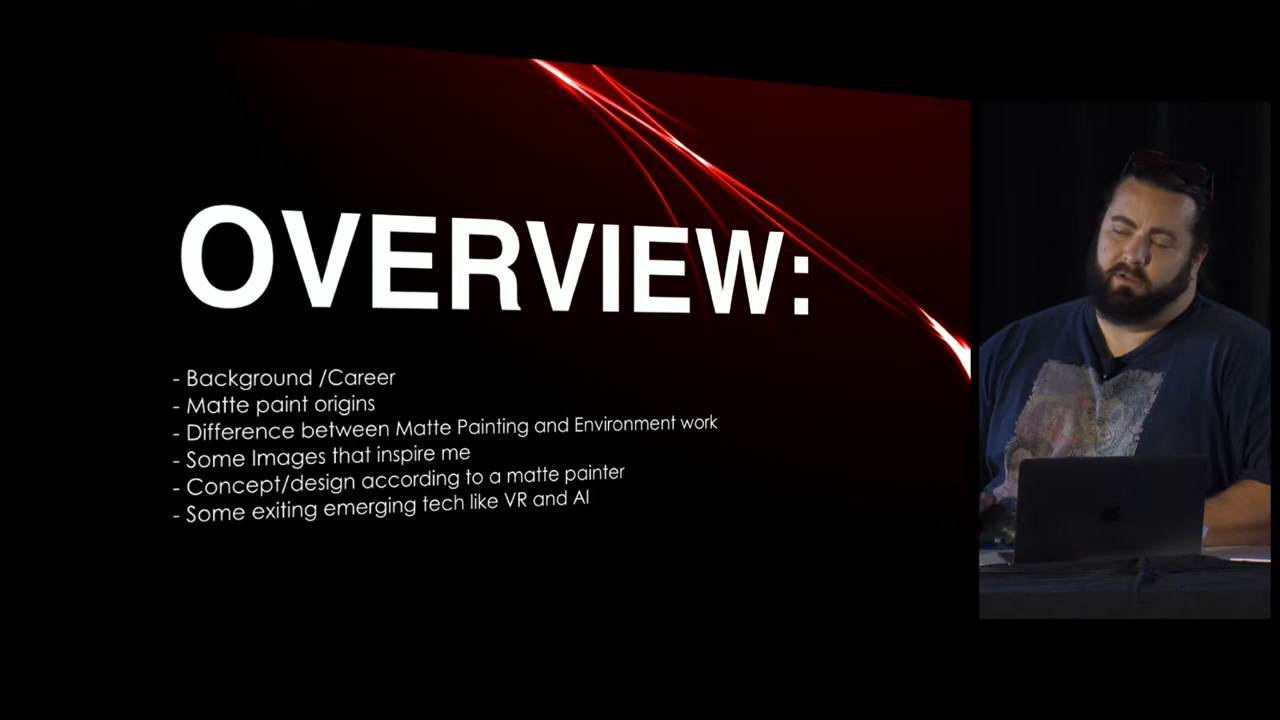 OVERVIEW:
- Background /Career
- Matte paint origins
- Difference between Matte Painting and Environment work
- Some Images that inspire me
- Concept/design according to a matte painter
- Some exiting emerging tech like VR and AI